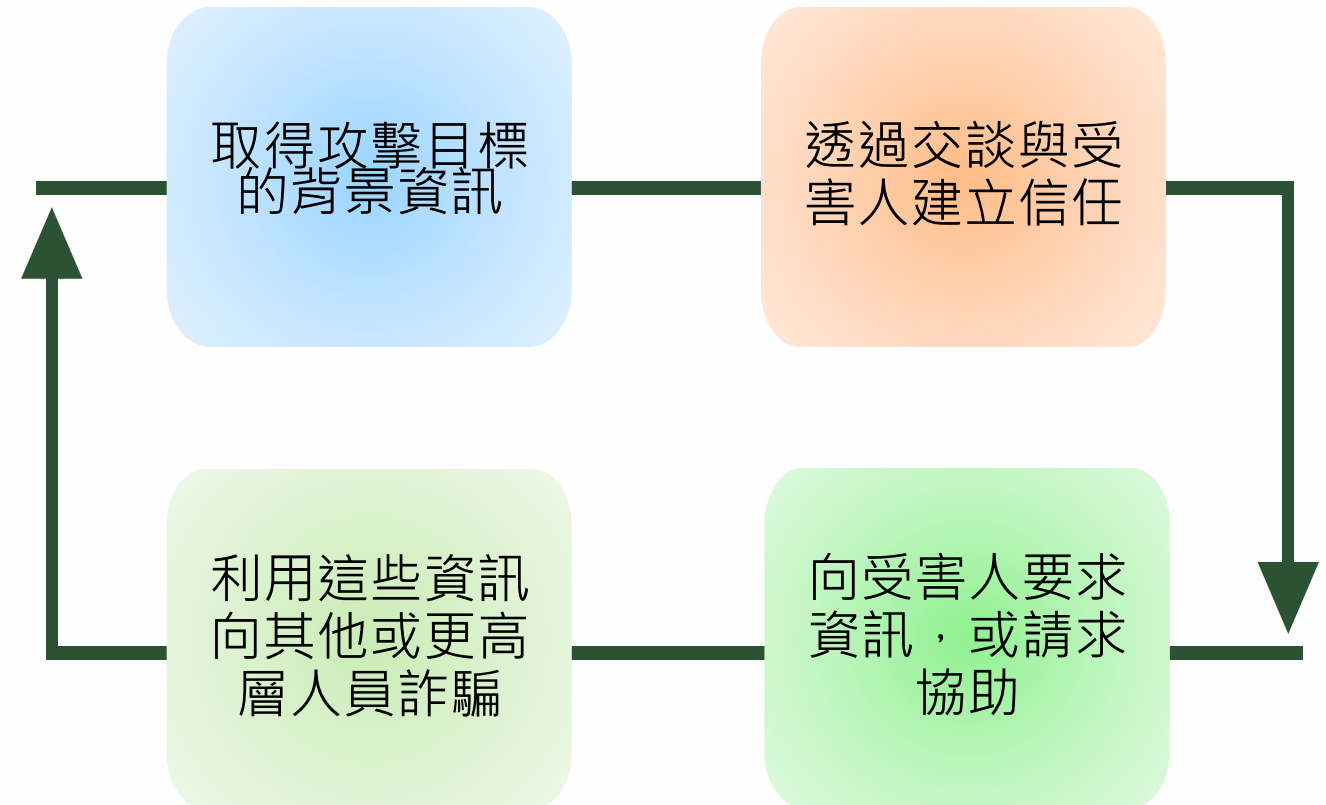 取得攻擊目標
的背景資訊
透過交談與受
害人建立信任
向受害人要求
資訊，或請求
協助
利用這些資訊
向其他或更高
層人員詐騙